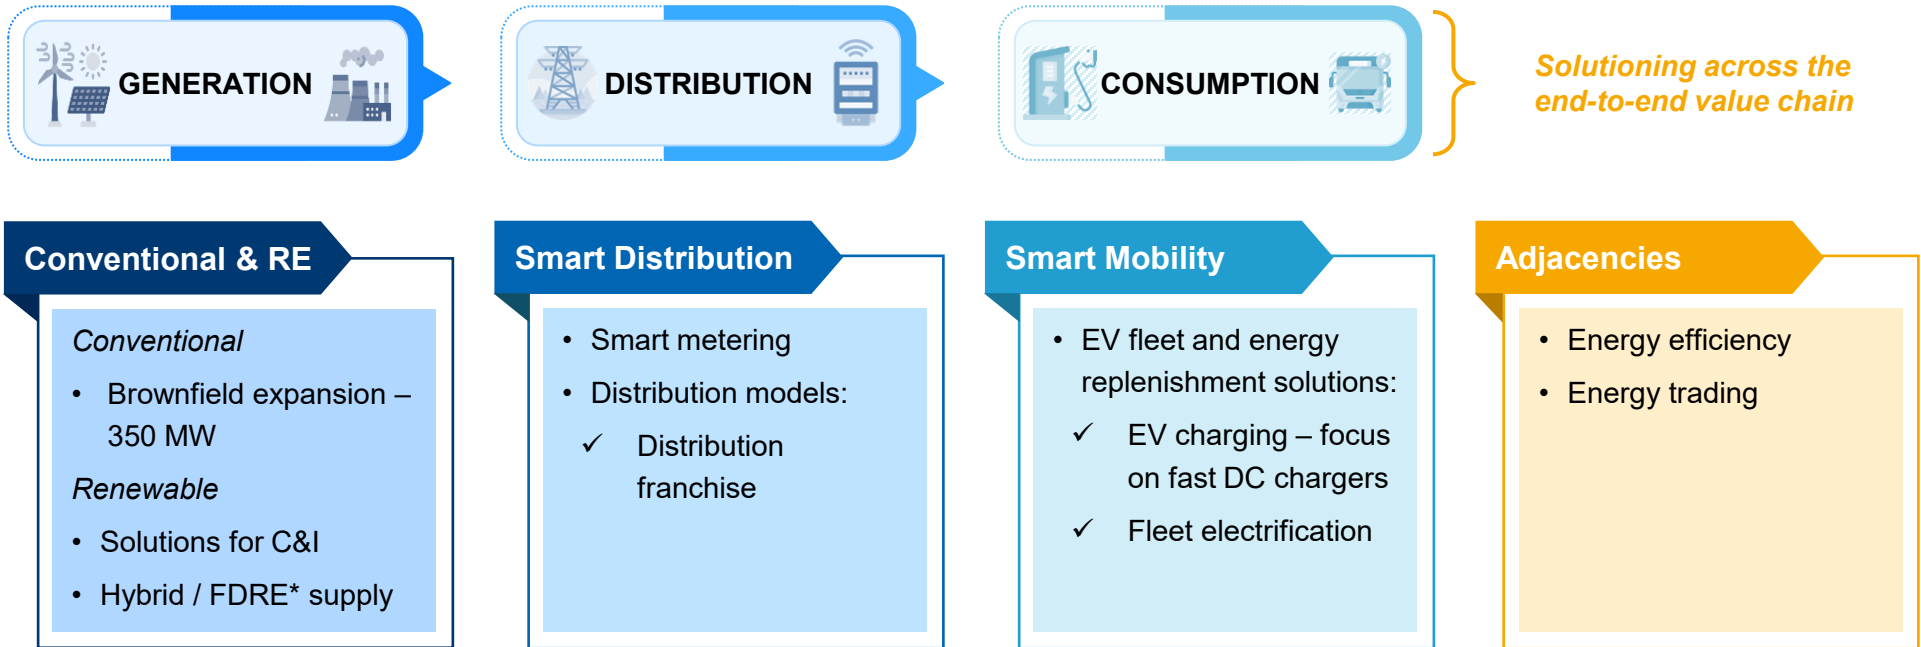 GENERATION
DISTRIBUTION
CONSUMPTION
Solutioning across the
end-to-end value chain
Conventional & RE
Conventional
• Brownfield expansion –
350 MW
Renewable
• Solutions for C&I
• Hybrid / FDRE* supply
Smart Distribution
• Smart metering
• Distribution models:
✓ Distribution
franchise
Smart Mobility
• EV fleet and energy
replenishment solutions:
✓ EV charging – focus
on fast DC chargers
✓ Fleet electrification
Adjacencies
• Energy efficiency
• Energy trading